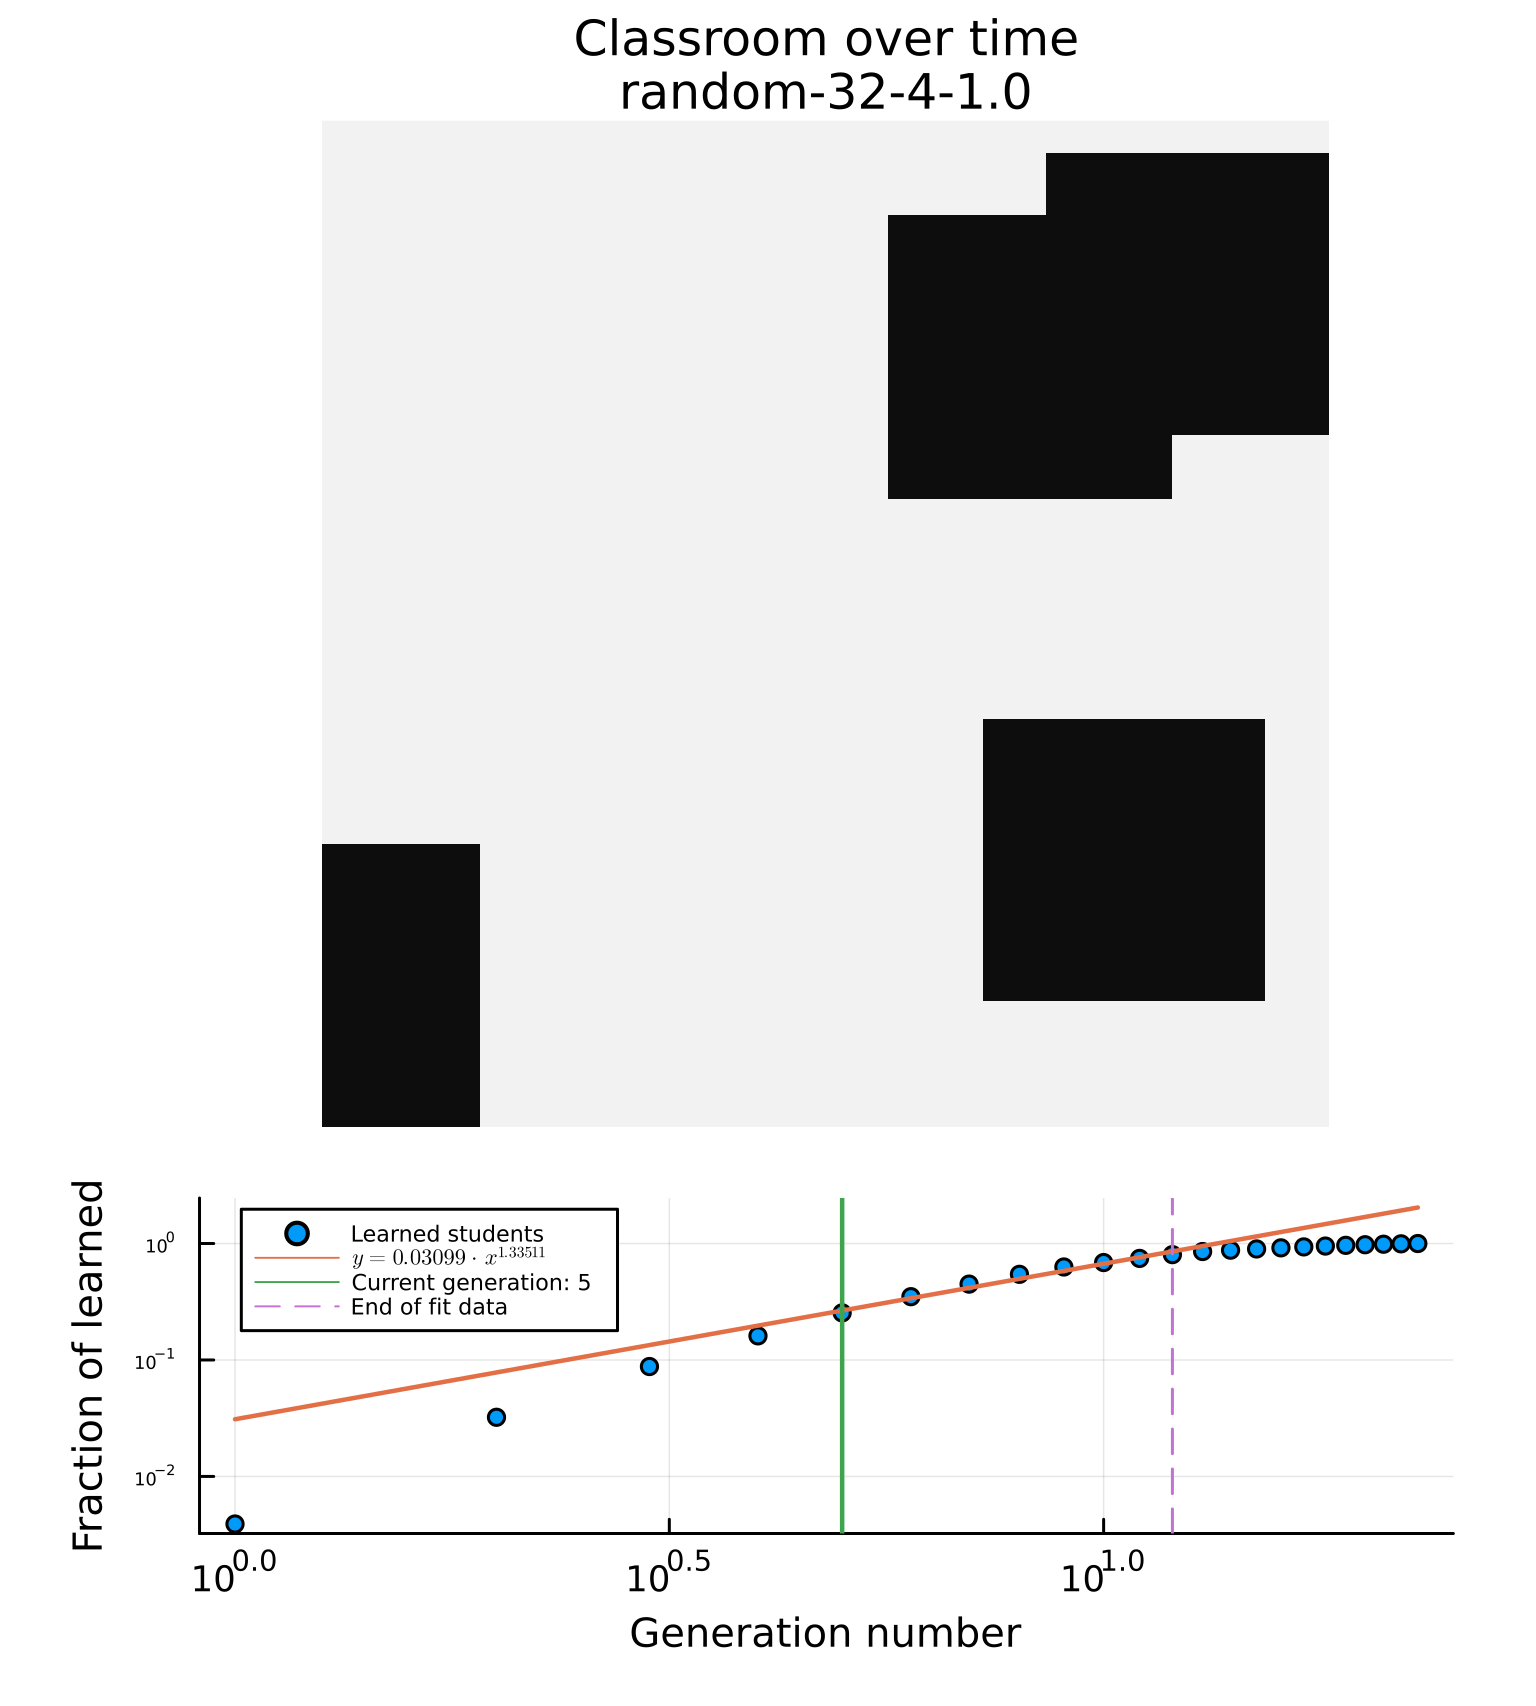 Classroom over time
random-32-4-1.0
Fraction of learned
10^0
10^-1
10^-2
Learned students
y = 0.03099 · x^1.33511
Current generation: 5
End of fit data
10^0.0
10^0.5
10^1.0
Generation number